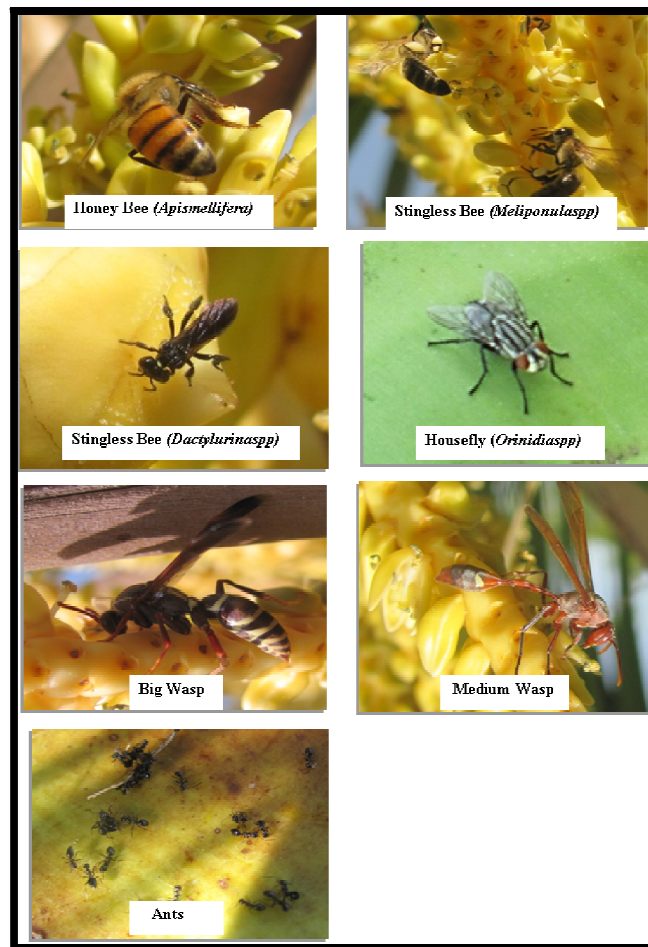 Honey Bee (Apismellifera)
Stingless Bee (Meliponulaspp)
Stingless Bee (Dactylurinaspp)
Housefly (Orinidiaspp)
Big Wasp
Medium Wasp
Ants